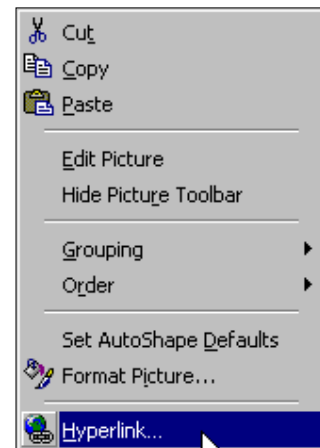 Cut
Copy
Paste
Edit Picture
Hide Picture Toolbar
Grouping
Order
Set AutoShape Defaults
Format Picture...
Hyperlink...